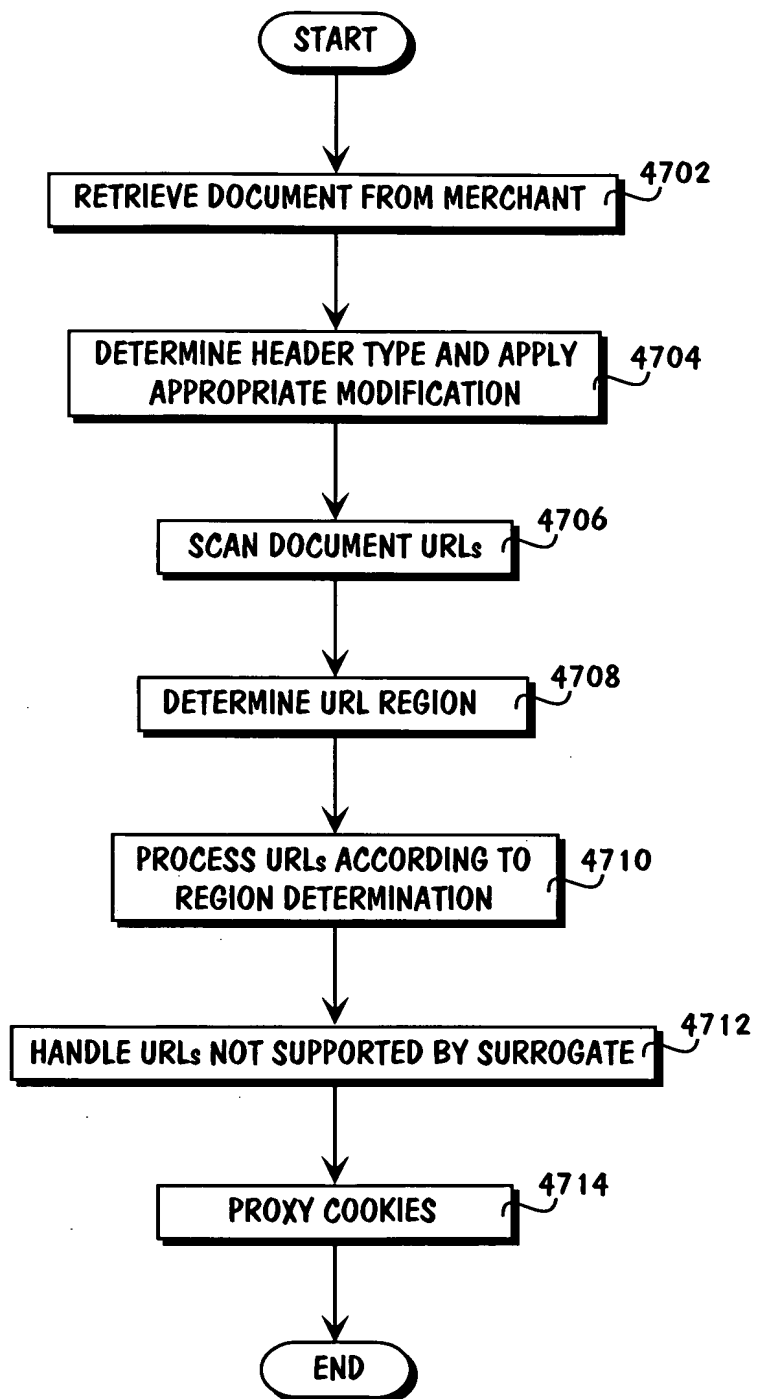 START
RETRIEVE DOCUMENT FROM MERCHANT
4702
DETERMINE HEADER TYPE AND APPLY
APPROPRIATE MODIFICATION
4704
SCAN DOCUMENT URLs
4706
DETERMINE URL REGION
4708
PROCESS URLs ACCORDING TO
REGION DETERMINATION
4710
HANDLE URLs NOT SUPPORTED BY SURROGATE
4712
PROXY COOKIES
4714
END